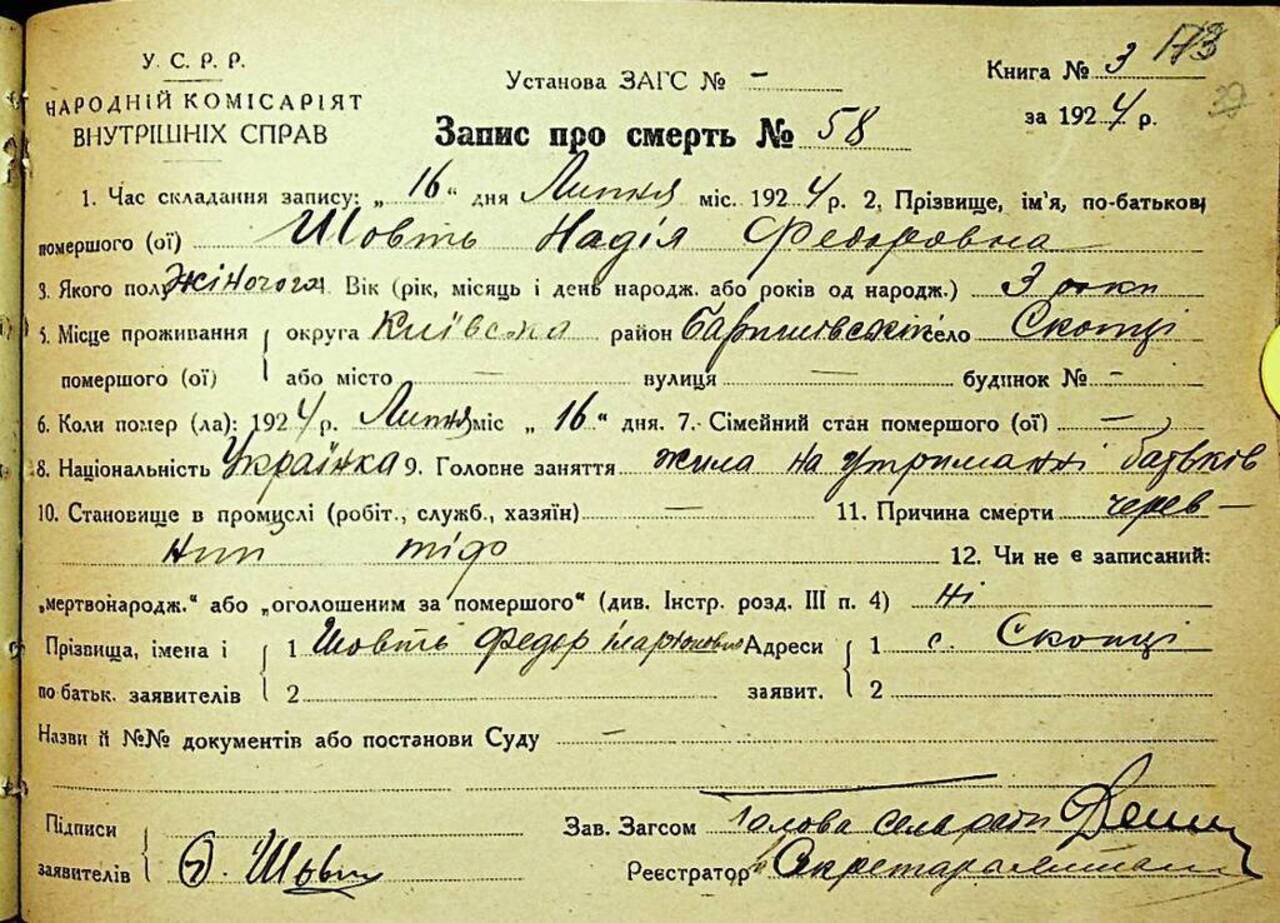 173
У. С. Р. Р.
Установа ЗАГС № –
Книга № 3
НАРОДНІЙ КОМІСАРІЯТ
ВНУТРІШНІХ СПРАВ
за 1924 р.
Запис про смерть № 58
1. Час складання запису: „16“ дня Липня міс. 1924 р. 2. Прізвище, ім'я, по-батькові
помершого (ої) Шовть Надія Федоровна
3. Якого полу Жіночого 4. Вік (рік, місяць і день народж. або років од народж.) 3 роки
5. Місце проживання округа Київська район Баришівський село Скопці
помершого (ої) або місто – вулиця – будинок № –
6. Коли помер (ла): 1924 р. Липня міс „16“ дня. 7. Сімейний стан помершого (ої) –
8. Національність Українка 9. Головне заняття жила на утриманні батьків
10. Становище в промислі (робіт., служб., хазяїн) – 11. Причина смерти черев–
ний тіф 12. Чи не є записаний:
„мертвонародж.“ або „оголошеним за помершого“ (див. Інстр. розд. III п. 4) Ні
Прізвища, імена і 1 Шовть Федор Адреси 1 с. Скопці
по батьк. заявителів 2 заявит. 2
Назви й №№ документів або постанови Суду –
Підписи Зав. Загсом Голова сельради
заявителів Ф. Шовть Реєстратор Секретарь